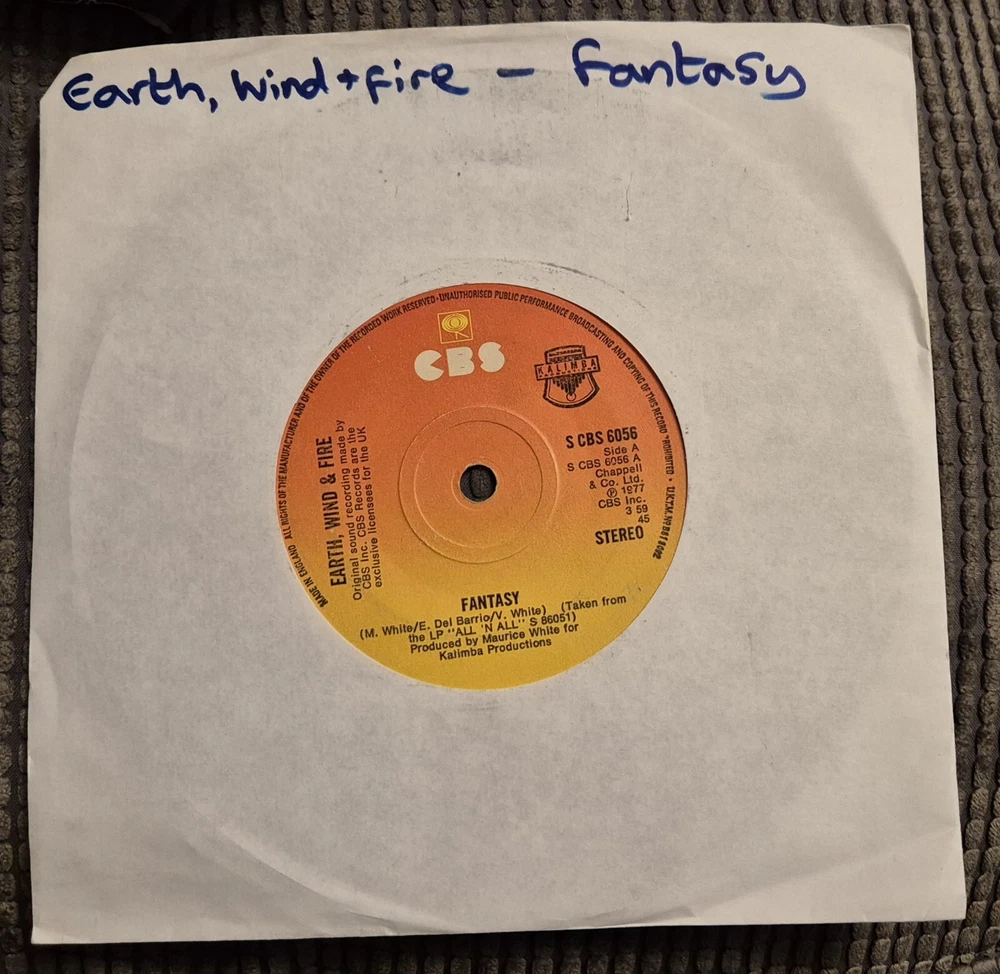 Earth, Wind + Fire – Fantasy
MADE IN ENGLAND ALL RIGHTS OF THE MANUFACTURER AND OF THE OWNER OF THE RECORDED WORK RESERVED · UNAUTHORISED PUBLIC PERFORMANCE BROADCASTING AND COPYING OF THIS RECORD PROHIBITED ·
CBS
KALIMBA
EARTH, WIND & FIRE
Original sound recording made by
CBS Inc. CBS Records are the
exclusive licensees for the UK
S CBS 6056
Side A
S CBS 6056 A
Chappell
& Co. Ltd.
℗ 1977
CBS Inc.
3 59
45
STEREO
FANTASY
(M. White/E. Del Barrio/V. White) (Taken from
the LP "ALL 'N ALL" S 86051)
Produced by Maurice White for
Kalimba Productions